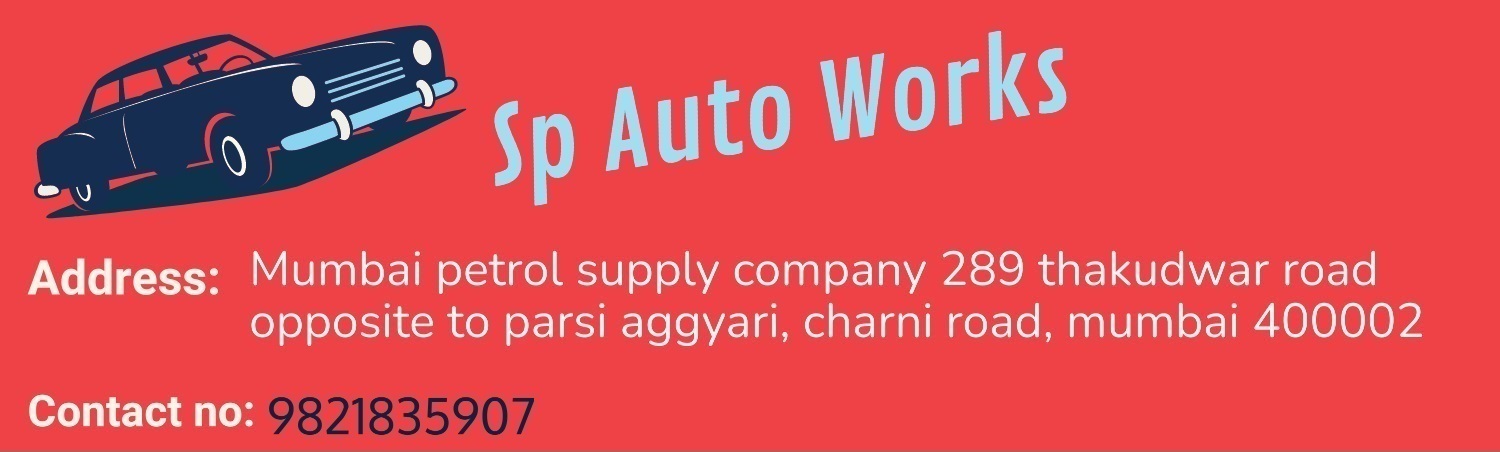 Sp Auto Works
Address: Mumbai petrol supply company 289 thakudwar road
opposite to parsi aggyari, charni road, mumbai 400002
Contact no: 9821835907